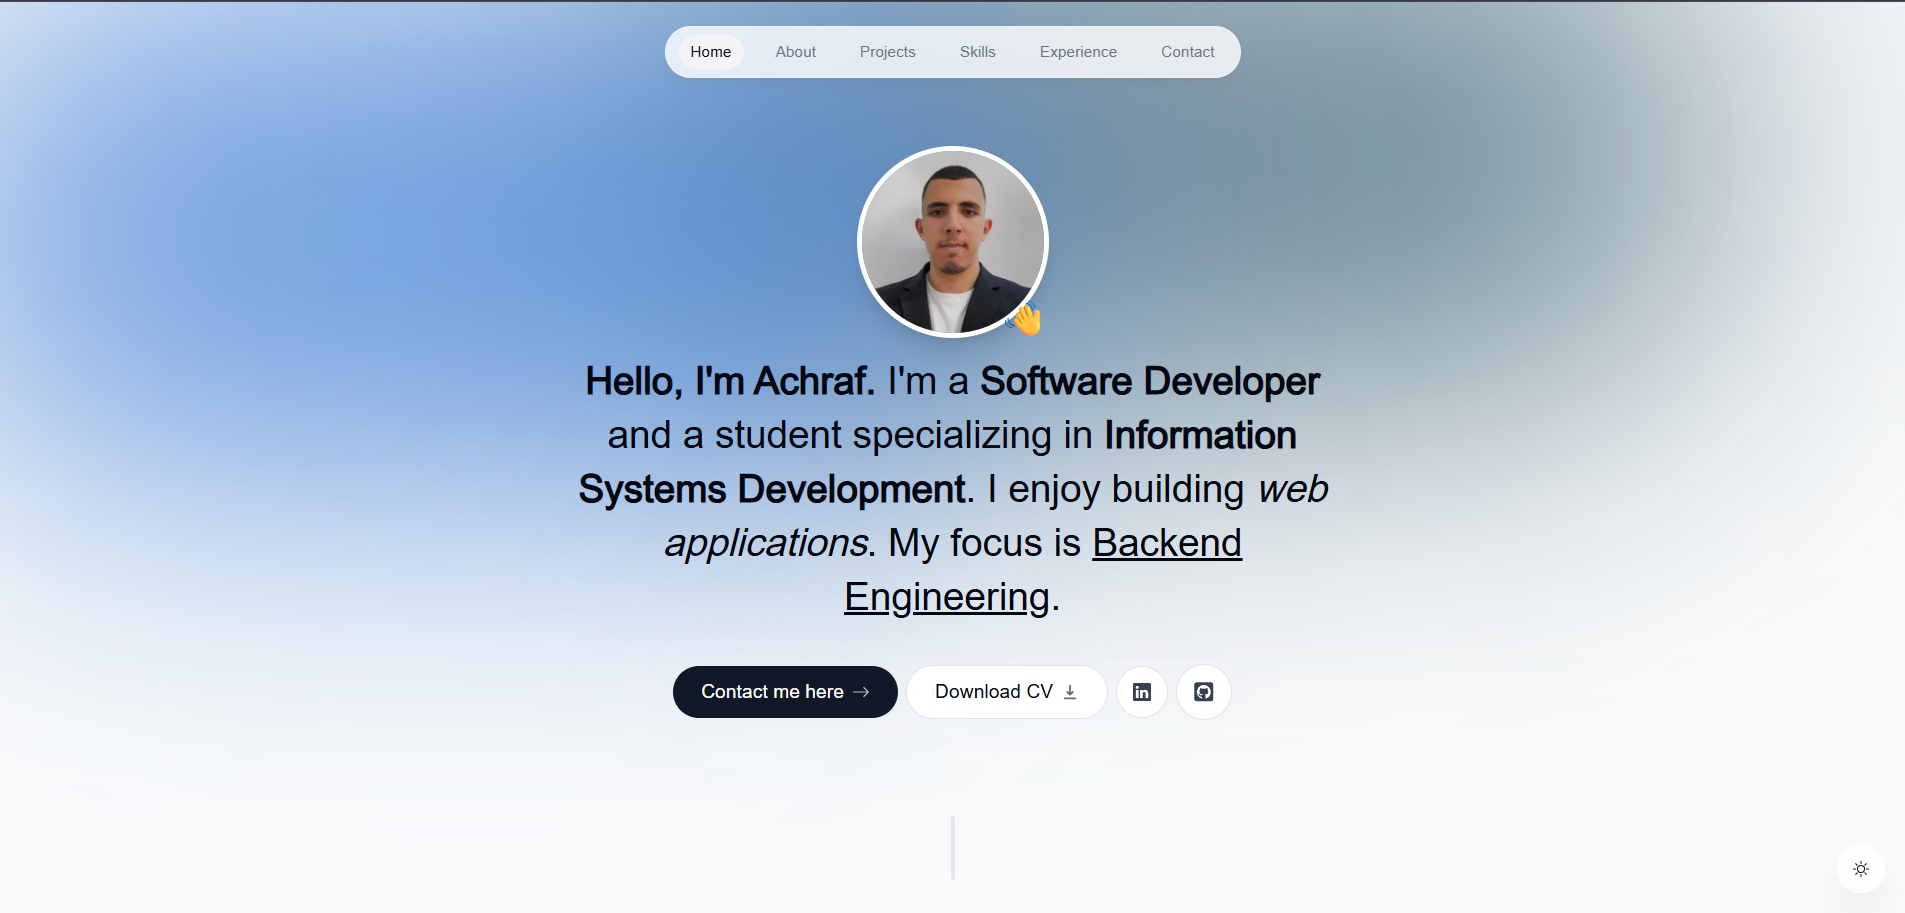 Home About Projects Skills Experience Contact
Hello, I'm Achraf. I'm a Software Developer
and a student specializing in Information
Systems Development. I enjoy building web
applications. My focus is Backend
Engineering.
Contact me here Download CV in